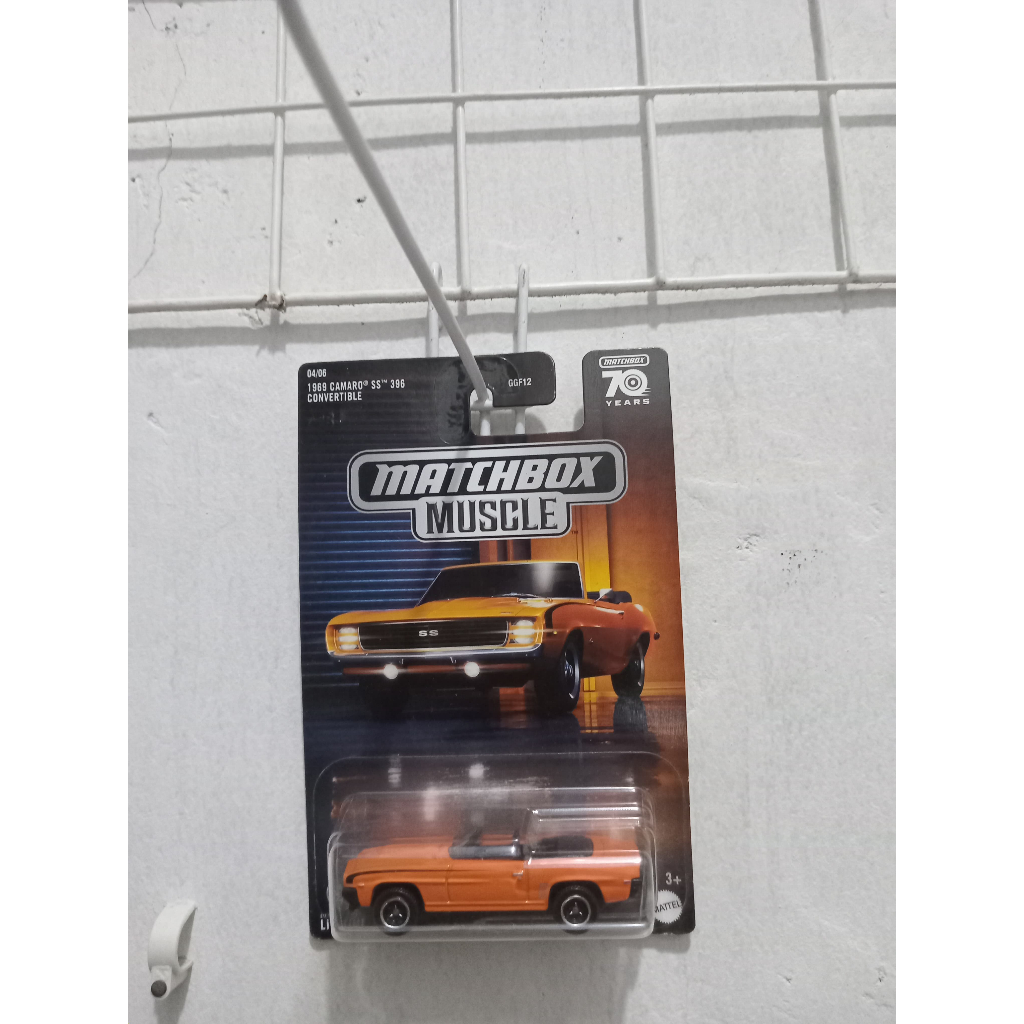 04/06
1969 CAMARO® SS™ 396
CONVERTIBLE
GGF12
MATCHBOX
70
YEARS
MATCHBOX
MUSCLE
SS
3+
MATTEL